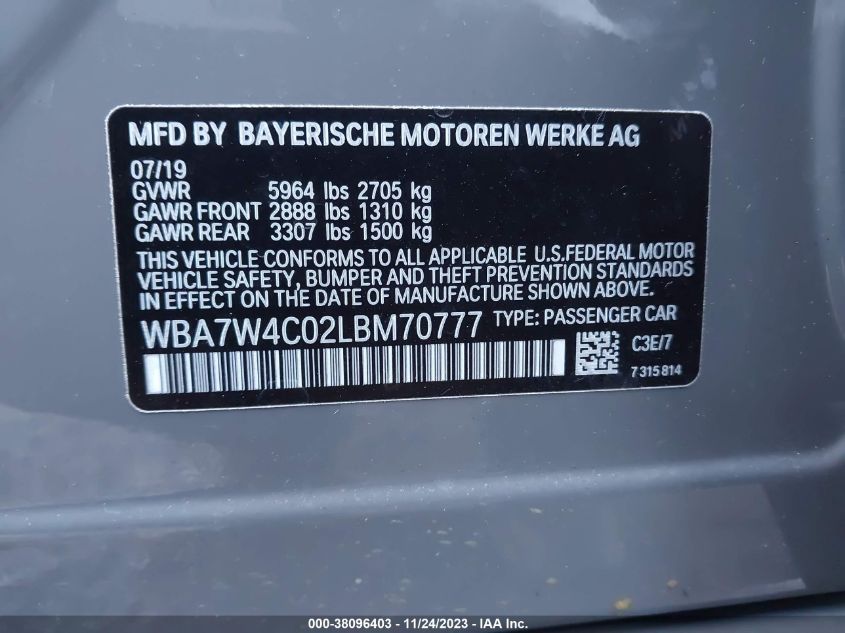 MFD BY BAYERISCHE MOTOREN WERKE AG
07/19
GVWR 5964 lbs 2705 kg
GAWR FRONT 2888 lbs 1310 kg
GAWR REAR 3307 lbs 1500 kg
THIS VEHICLE CONFORMS TO ALL APPLICABLE U.S.FEDERAL MOTOR
VEHICLE SAFETY, BUMPER AND THEFT PREVENTION STANDARDS
IN EFFECT ON THE DATE OF MANUFACTURE SHOWN ABOVE.
WBA7W4C02LBM70777 TYPE: PASSENGER CAR
C3E/7
7315814
000-38096403 - 11/24/2023 - IAA Inc.